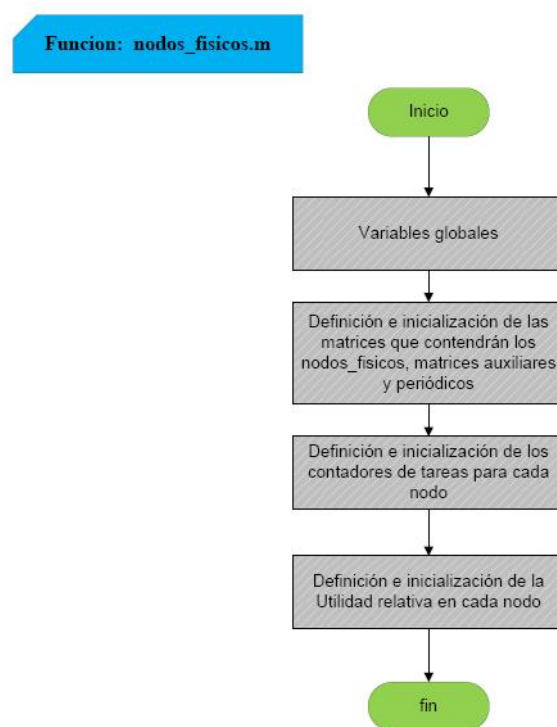 Funcion: nodos_fisicos.m
Inicio
Variables globales
Definición e inicialización de las
matrices que contendrán los
nodos_fisicos, matrices auxiliares
y periódicos
Definición e inicialización de los
contadores de tareas para cada
nodo
Definición e inicialización de la
Utilidad relativa en cada nodo
fin